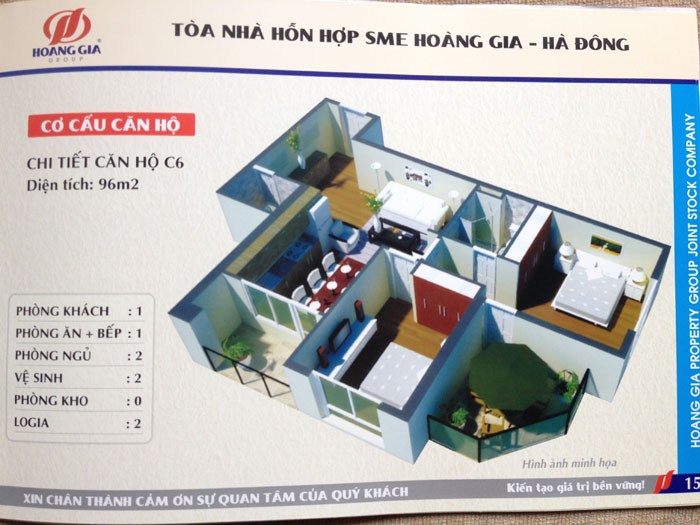 HOANG GIA ®
GROUP
TÒA NHÀ HỖN HỢP SME HOÀNG GIA - HÀ ĐÔNG
CƠ CẤU CĂN HỘ
CHI TIẾT CĂN HỘ C6
Diện tích: 96m2
PHÒNG KHÁCH : 1
PHÒNG ĂN + BẾP : 1
PHÒNG NGỦ : 2
VỆ SINH : 2
PHÒNG KHO : 0
LOGIA : 2
HOANG GIA PROPERTY GROUP JOINT STOCK COMPANY
Hình ảnh minh họa
XIN CHÂN THÀNH CẢM ƠN SỰ QUAN TÂM CỦA QUÝ KHÁCH
Kiến tạo giá trị bền vững!
15